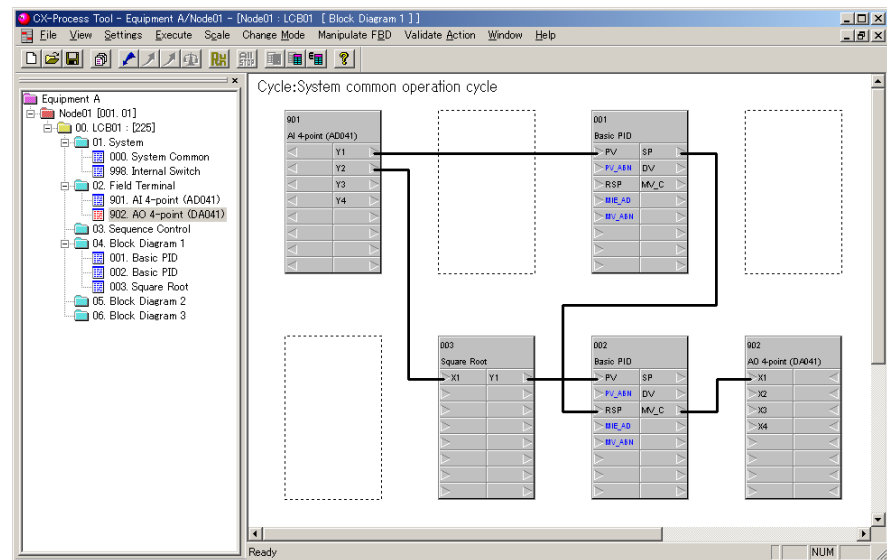 CX-Process Tool - Equipment A/Node01 - [Node01 : LCB01 [ Block Diagram 1 ] ]
File View Settings Execute Scale Change Mode Manipulate FBD Validate Action Window Help
Equipment A
Node01 [001. 01]
00. LCB01 : [225]
01. System
000. System Common
998. Internal Switch
02. Field Terminal
901. AI 4-point (AD041)
902. AO 4-point (DA041)
03. Sequence Control
04. Block Diagram 1
001. Basic PID
002. Basic PID
003. Square Root
05. Block Diagram 2
06. Block Diagram 3
Cycle:System common operation cycle
901
AI 4-point (AD041)
Y1
Y2
Y3
Y4
001
Basic PID
PV SP
PV_ABN DV
RSP MV_C
MIE_AD
MV_ABN
003
Square Root
X1 Y1
002
Basic PID
PV SP
PV_ABN DV
RSP MV_C
MIE_AD
MV_ABN
902
AO 4-point (DA041)
X1
X2
X3
X4
Ready NUM